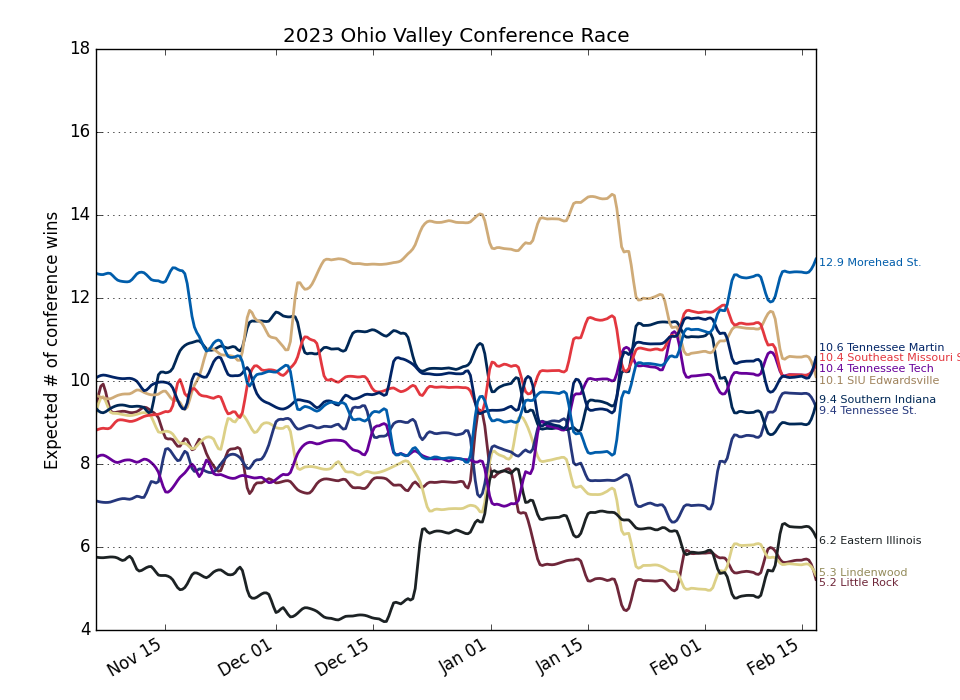 2023 Ohio Valley Conference Race
Expected # of conference wins
18
16
14
12
10
8
6
4
Nov 15
Dec 01
Dec 15
Jan 01
Jan 15
Feb 01
Feb 15
12.9 Morehead St.
10.6 Tennessee Martin
10.4 Southeast Missouri S
10.4 Tennessee Tech
10.1 SIU Edwardsville
9.4 Southern Indiana
9.4 Tennessee St.
6.2 Eastern Illinois
5.3 Lindenwood
5.2 Little Rock